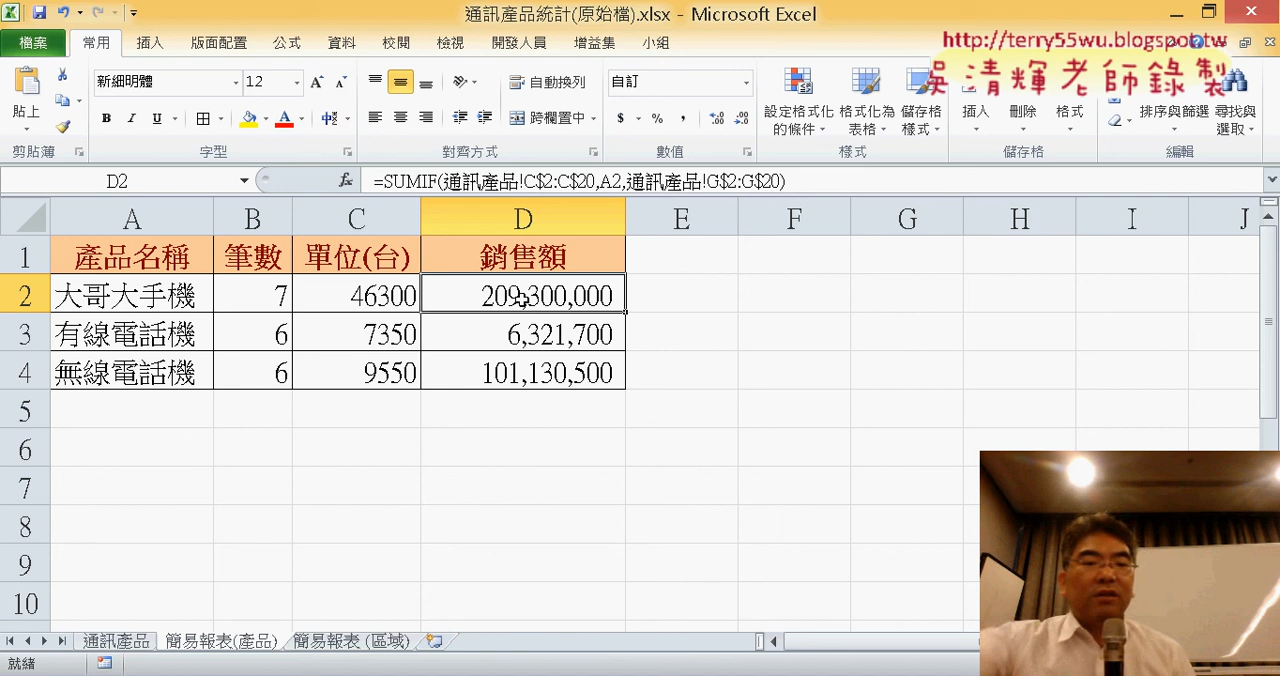 通訊產品統計(原始檔).xlsx - Microsoft Excel
檔案 常用 插入 版面配置 公式 資料 校閱 檢視 開發人員 增益集 小組
http://terry55wu.blogspot.tw
吳清輝老師錄製
新細明體 12 自動換列 自訂
貼上 跨欄置中 設定格式化的條件 格式化為表格 儲存格樣式 插入 刪除 格式 排序與篩選 尋找與選取
剪貼簿 字型 對齊方式 數值 樣式 儲存格 編輯
D2 fx =SUMIF(通訊產品!C$2:C$20,A2,通訊產品!G$2:G$20)
A B C D E F G H I J
1 產品名稱 筆數 單位(台) 銷售額
2 大哥大手機 7 46300 209,300,000
3 有線電話機 6 7350 6,321,700
4 無線電話機 6 9550 101,130,500
5
6
7
8
9
10
通訊產品 簡易報表(產品) 簡易報表 (區域)
就緒